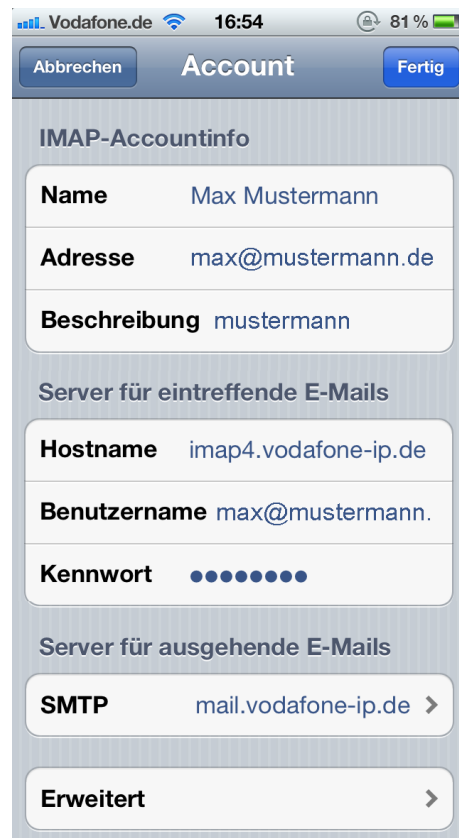 Vodafone.de 16:54 81 %
Abbrechen Account Fertig
IMAP-Accountinfo
Name Max Mustermann
Adresse max@mustermann.de
Beschreibung mustermann
Server für eintreffende E-Mails
Hostname imap4.vodafone-ip.de
Benutzername max@mustermann.
Kennwort ●●●●●●●●
Server für ausgehende E-Mails
SMTP mail.vodafone-ip.de
Erweitert